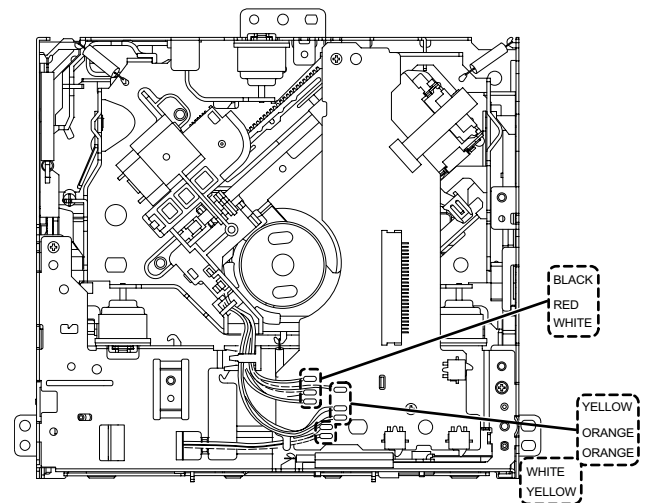 BLACK
RED
WHITE
YELLOW
ORANGE
ORANGE
WHITE
YELLOW